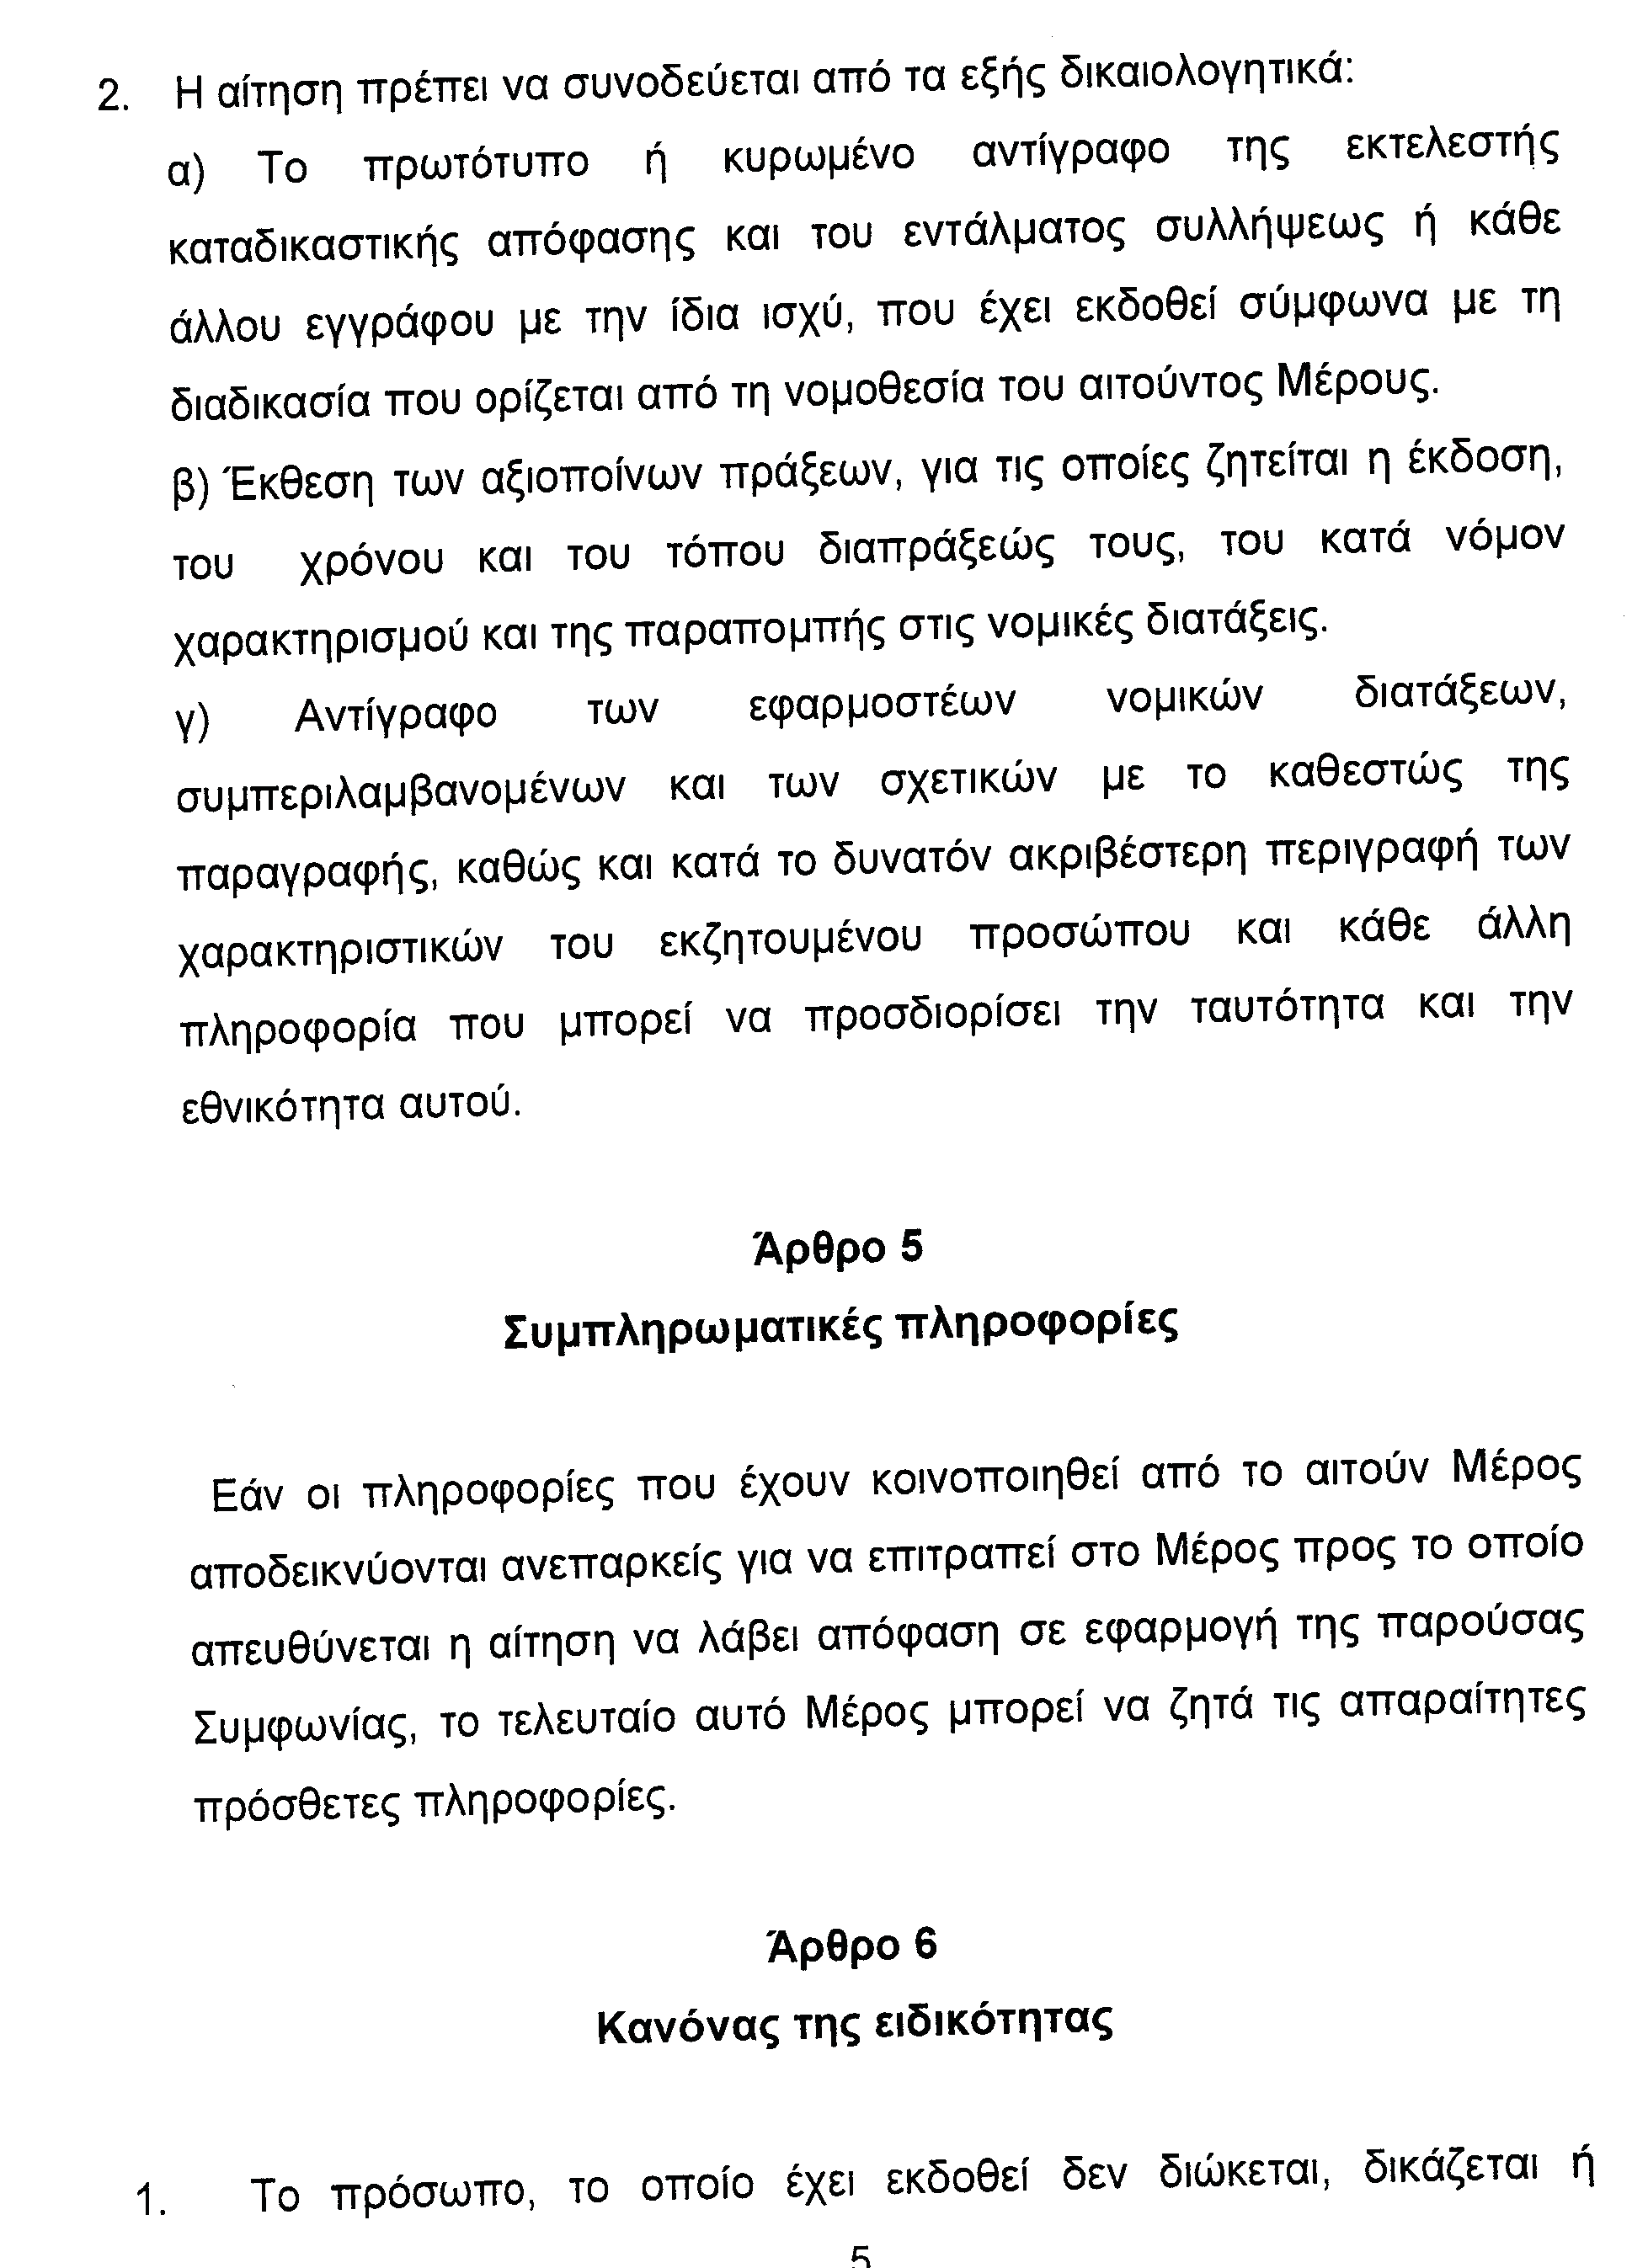 2. Η αίτηση πρέπει να συνοδεύεται από τα εξής δικαιολογητικά:
α) Το πρωτότυπο ή κυρωμένο αντίγραφο της εκτελεστής
καταδικαστικής απόφασης και του εντάλματος συλλήψεως ή κάθε
άλλου εγγράφου με την ίδια ισχύ, που έχει εκδοθεί σύμφωνα με τη
διαδικασία που ορίζεται από τη νομοθεσία του αιτούντος Μέρους.
β) Έκθεση των αξιοποίνων πράξεων, για τις οποίες ζητείται η έκδοση,
του χρόνου και του τόπου διαπράξεώς τους, του κατά νόμον
χαρακτηρισμού και της παραπομπής στις νομικές διατάξεις.
γ) Αντίγραφο των εφαρμοστέων νομικών διατάξεων,
συμπεριλαμβανομένων και των σχετικών με το καθεστώς της
παραγραφής, καθώς και κατά το δυνατόν ακριβέστερη περιγραφή των
χαρακτηριστικών του εκζητουμένου προσώπου και κάθε άλλη
πληροφορία που μπορεί να προσδιορίσει την ταυτότητα και την
εθνικότητα αυτού.
Άρθρο 5
Συμπληρωματικές πληροφορίες
Εάν οι πληροφορίες που έχουν κοινοποιηθεί από το αιτούν Μέρος
αποδεικνύονται ανεπαρκείς για να επιτραπεί στο Μέρος προς το οποίο
απευθύνεται η αίτηση να λάβει απόφαση σε εφαρμογή της παρούσας
Συμφωνίας, το τελευταίο αυτό Μέρος μπορεί να ζητά τις απαραίτητες
πρόσθετες πληροφορίες.
Άρθρο 6
Κανόνας της ειδικότητας
1. Το πρόσωπο, το οποίο έχει εκδοθεί δεν διώκεται, δικάζεται ή
5